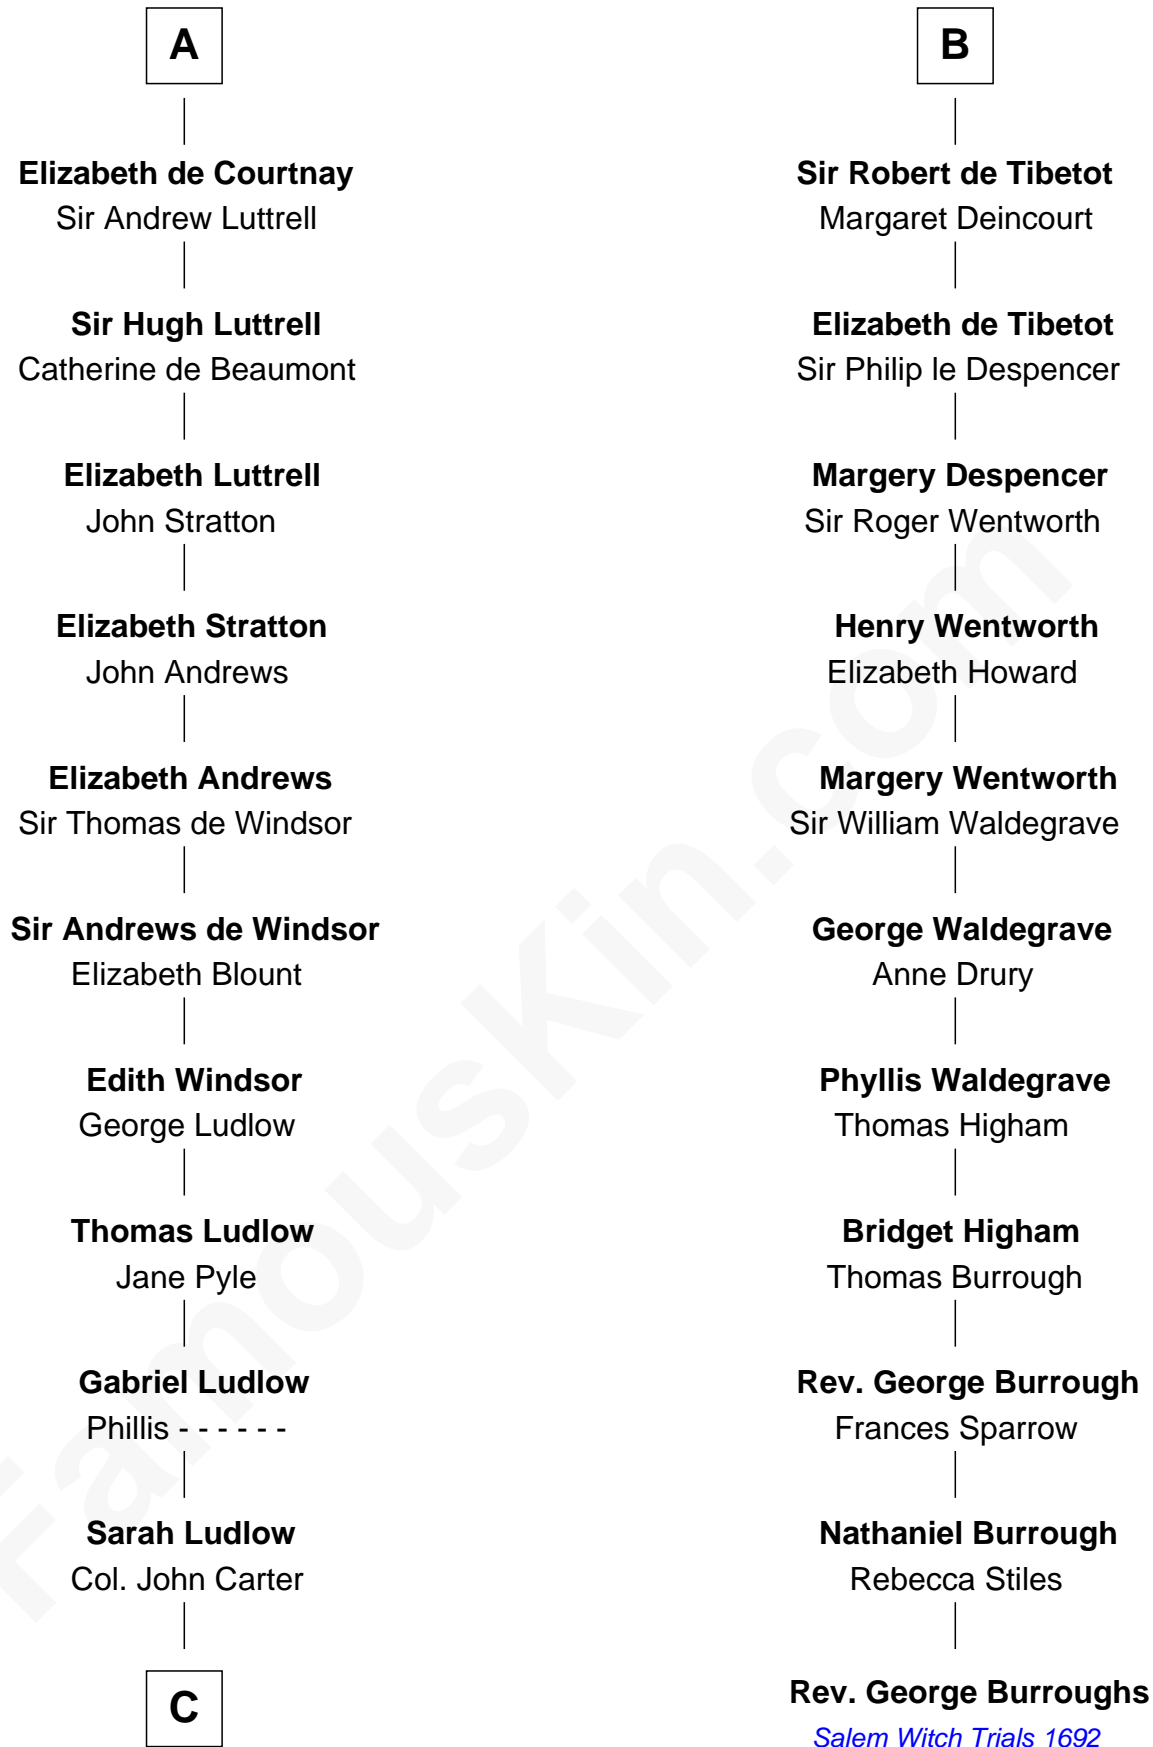 A
Elizabeth de Courtnay
Sir Andrew Luttrell
Sir Hugh Luttrell
Catherine de Beaumont
Elizabeth Luttrell
John Stratton
Elizabeth Stratton
John Andrews
Elizabeth Andrews
Sir Thomas de Windsor
Sir Andrews de Windsor
Elizabeth Blount
Edith Windsor
George Ludlow
Thomas Ludlow
Jane Pyle
Gabriel Ludlow
Phillis - - - - - -
Sarah Ludlow
Col. John Carter
C
B
Sir Robert de Tibetot
Margaret Deincourt
Elizabeth de Tibetot
Sir Philip le Despencer
Margery Despencer
Sir Roger Wentworth
Henry Wentworth
Elizabeth Howard
Margery Wentworth
Sir William Waldegrave
George Waldegrave
Anne Drury
Phyllis Waldegrave
Thomas Higham
Bridget Higham
Thomas Burrough
Rev. George Burrough
Frances Sparrow
Nathaniel Burrough
Rebecca Stiles
Rev. George Burroughs
Salem Witch Trials 1692
FamousKin.com